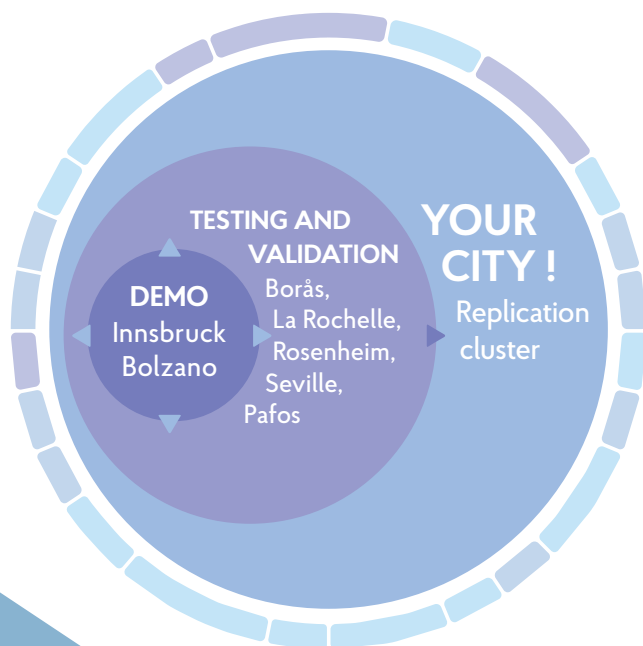 TESTING AND
VALIDATION
Borås,
La Rochelle,
Rosenheim,
Seville,
Pafos
DEMO
Innsbruck
Bolzano
YOUR
CITY !
Replication
cluster